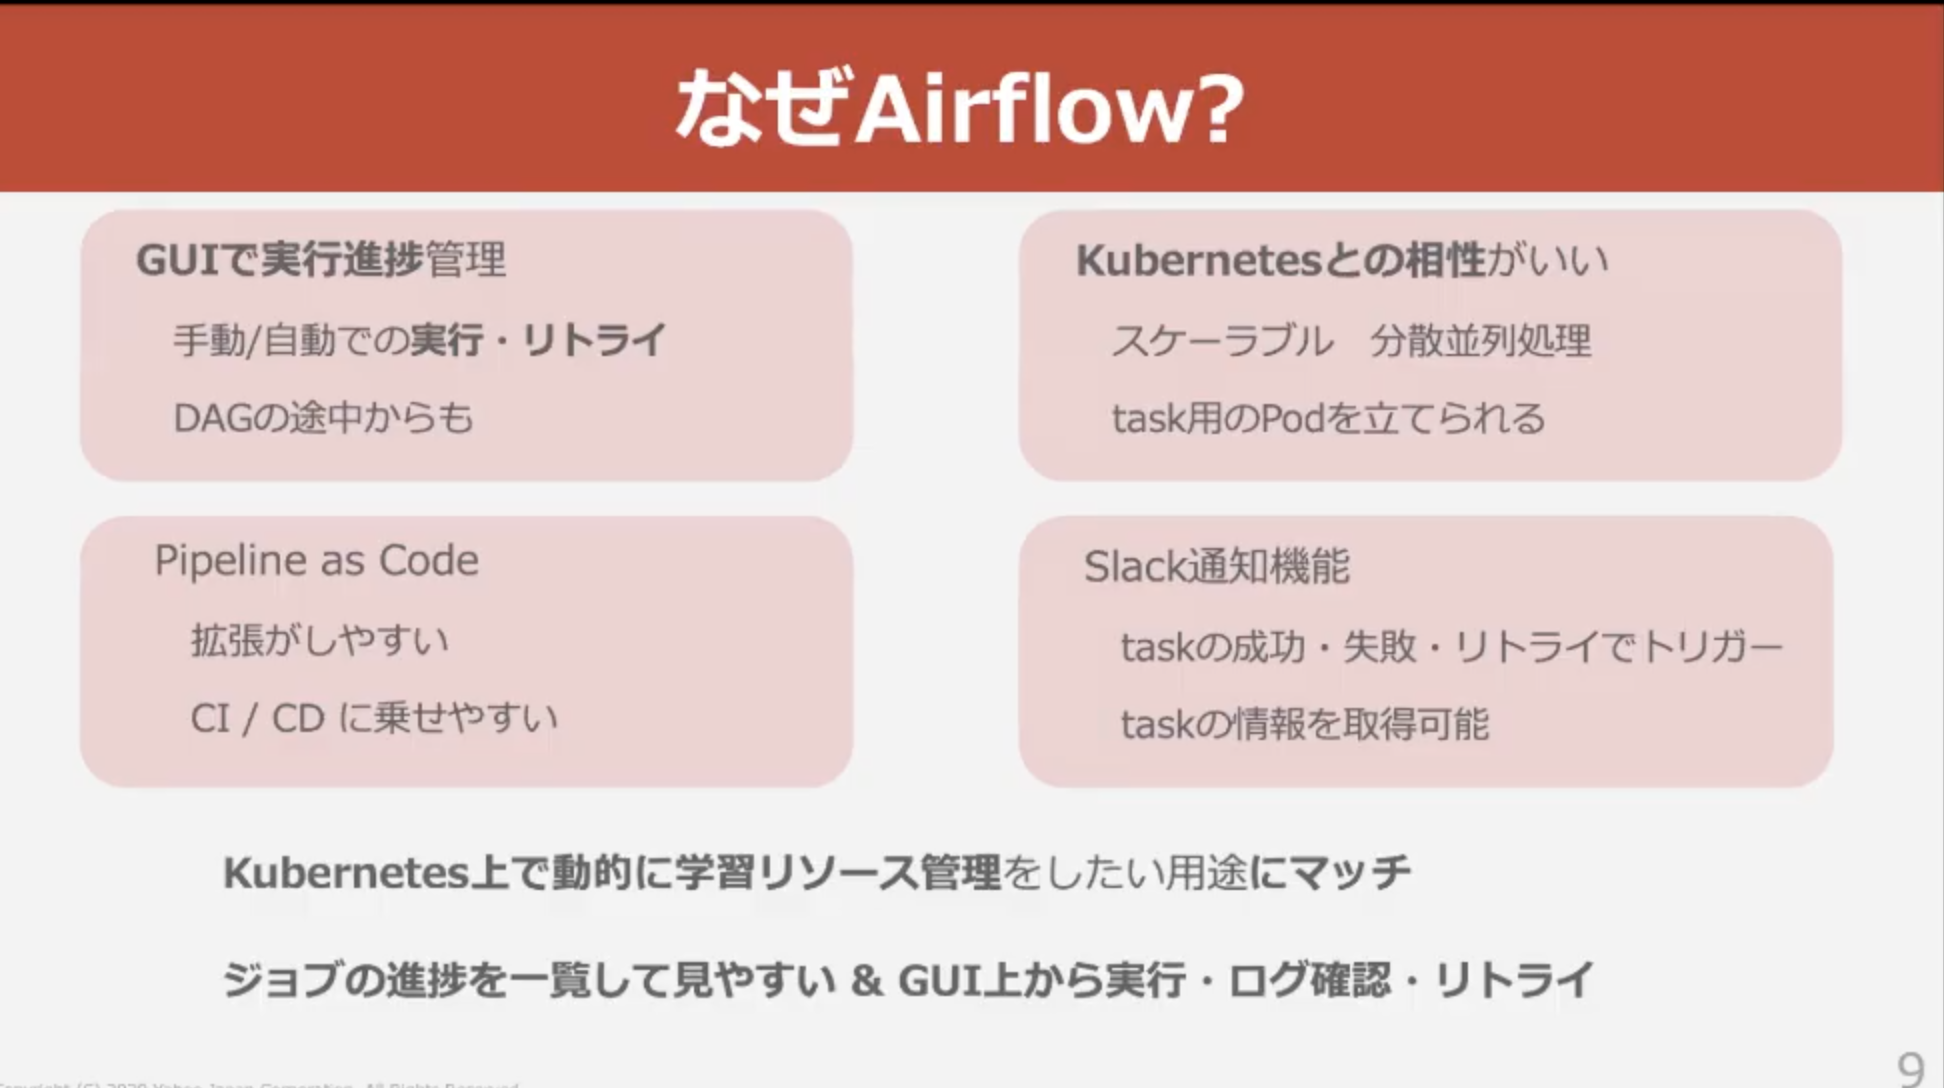 なぜAirflow?
GUIで実行進捗管理
手動/自動での実行・リトライ
DAGの途中からも
Kubernetesとの相性がいい
スケーラブル　分散並列処理
task用のPodを立てられる
Pipeline as Code
拡張がしやすい
CI / CD に乗せやすい
Slack通知機能
taskの成功・失敗・リトライでトリガー
taskの情報を取得可能
Kubernetes上で動的に学習リソース管理をしたい用途にマッチ
ジョブの進捗を一覧して見やすい & GUI上から実行・ログ確認・リトライ
9